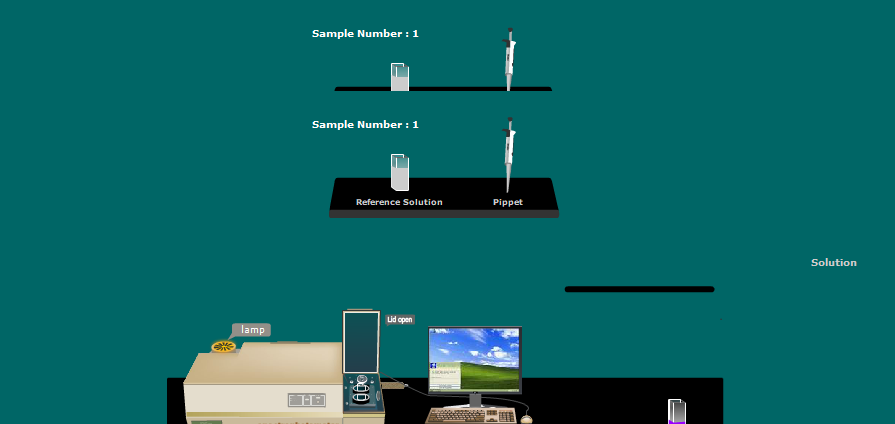 Sample Number : 1
Sample Number : 1
Reference Solution
Pippet
Solution
lamp
Lid open